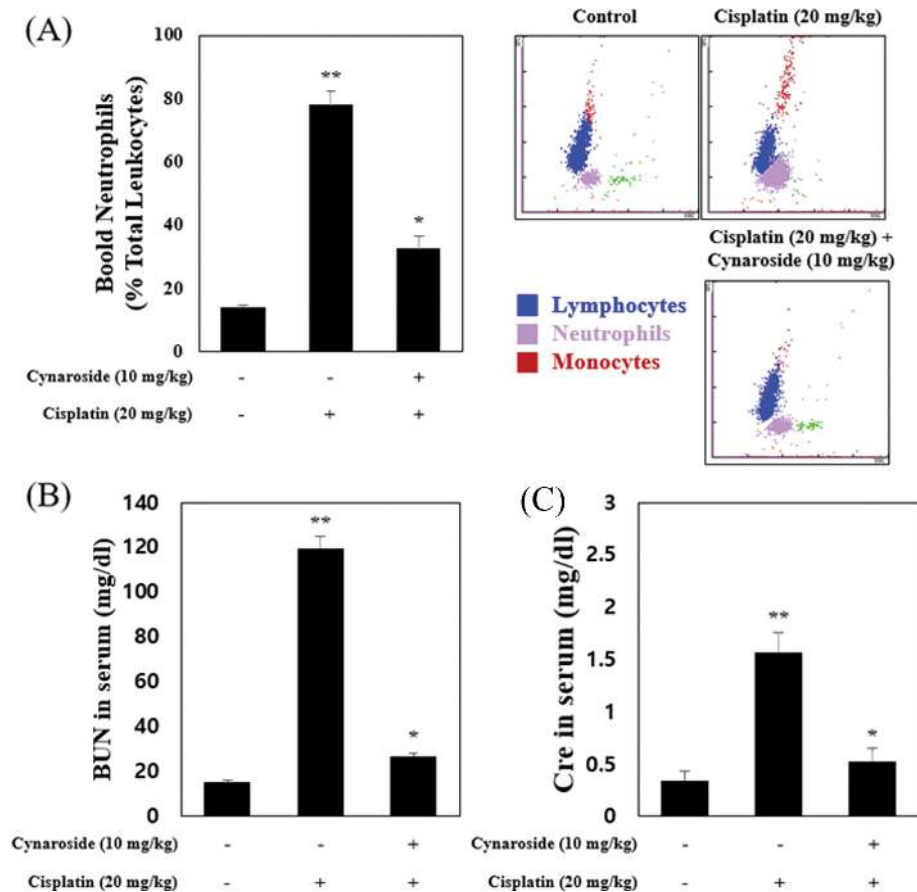 (A)
Boold Neutrophils
(% Total Leukocytes)
100
80
60
40
20
0
**
*
Cynaroside (10 mg/kg) - - +
Cisplatin (20 mg/kg) - + +
Control
Cisplatin (20 mg/kg)
Cisplatin (20 mg/kg) +
Cynaroside (10 mg/kg)
Lymphocytes
Neutrophils
Monocytes
(B)
BUN in serum (mg/dl)
140
120
100
80
60
40
20
0
**
*
Cynaroside (10 mg/kg) - - +
Cisplatin (20 mg/kg) - + +
(C)
Cre in serum (mg/dl)
3
2.5
2
1.5
1
0.5
0
**
*
Cynaroside (10 mg/kg) - - +
Cisplatin (20 mg/kg) - + +